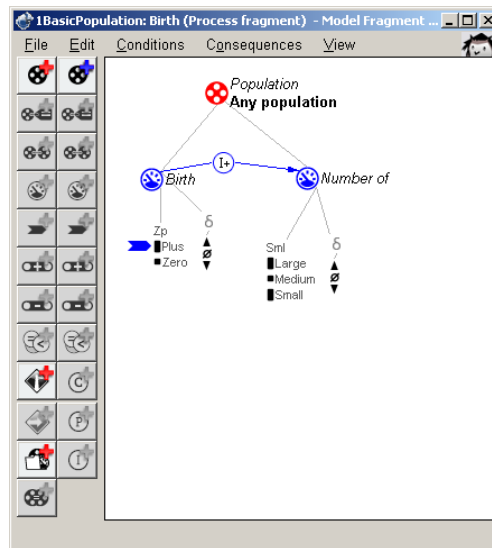 1BasicPopulation: Birth (Process fragment) - Model Fragment ...
File Edit Conditions Consequences View
Population
Any population
I+
Birth
Number of
Zp
δ
Plus
Zero
ø
Sml
δ
Large
Medium
Small
ø
C
P
I